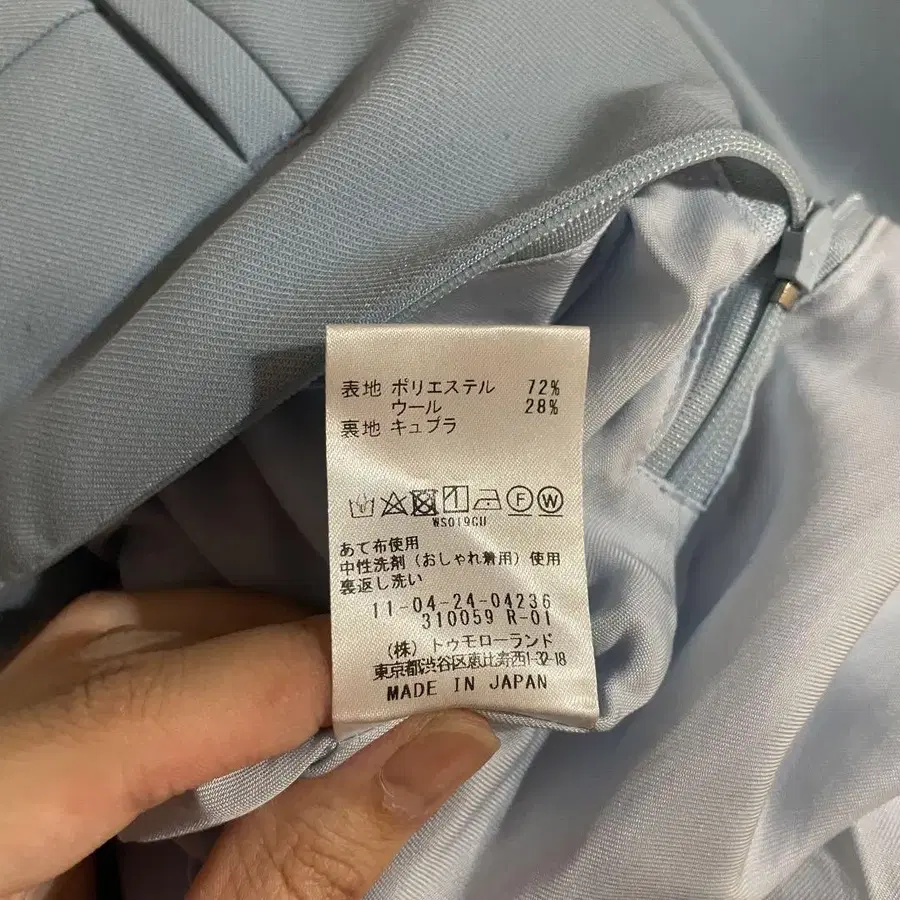 表地 ポリエステル 72%
ウール 28%
裏地 キュプラ
F W
WS019CU
あて布使用
中性洗剤（おしゃれ着用）使用
裏返し洗い
11-04-24-04236
310059 R-01
（株）トゥモローランド
東京都渋谷区恵比寿西1-32-18
MADE IN JAPAN